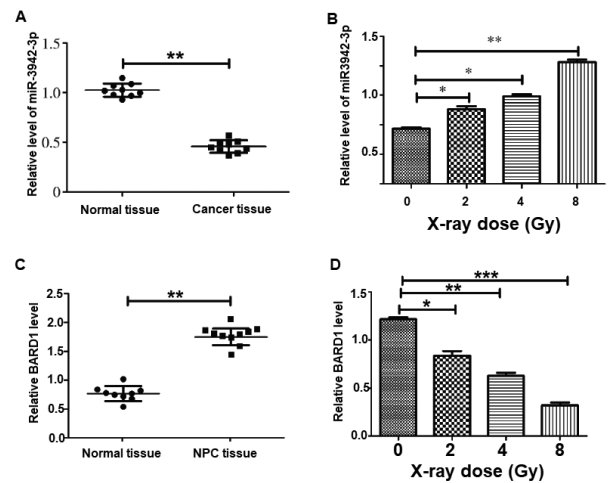 A
Relative level of miR-3942-3p
1.5
1.0
0.5
0
**
Normal tissue
Cancer tissue
B
Relative level of miR3942-3p
1.5
1.0
0.5
**
*
*
0
2
4
8
X-ray dose (Gy)
C
Relative BARD1 level
2.5
2.0
1.5
1.0
0.5
0.0
**
Normal tissue
NPC tissue
D
Relative BARD1 level
1.5
1.0
0.5
0.0
***
**
*
0
2
4
8
X-ray dose (Gy)